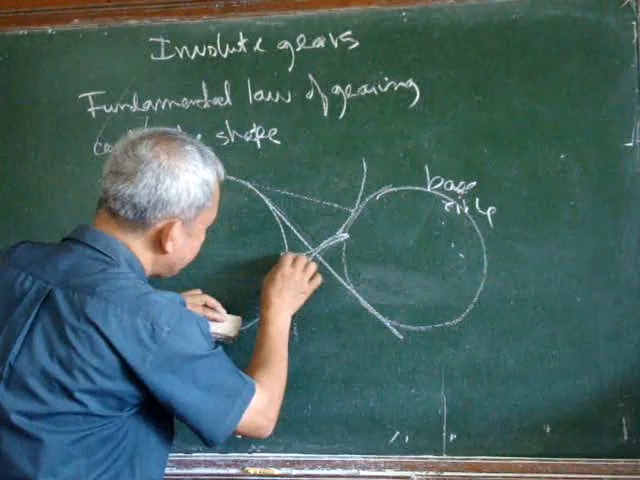 Involute gears
Fundamental law of gearing
shape
base
circle